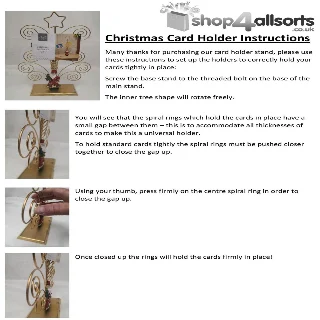 shop4allsorts
.co.uk
Christmas Card Holder Instructions
Many thanks for purchasing our card holder stand, please use
these instructions to set up the holders to correctly hold your
cards tightly in place:
Screw the base stand to the threaded bolt on the base of the
main stand.
The inner tree shape will rotate freely.
You will see that the spiral rings which hold the cards in place have a
small gap between them – this is to accommodate all thicknesses of
cards to make this a universal holder.
To hold standard cards tightly the spiral rings must be pushed closer
together to close the gap up.
Using your thumb, press firmly on the centre spiral ring in order to
close the gap up.
Once closed up the rings will hold the cards firmly in place!